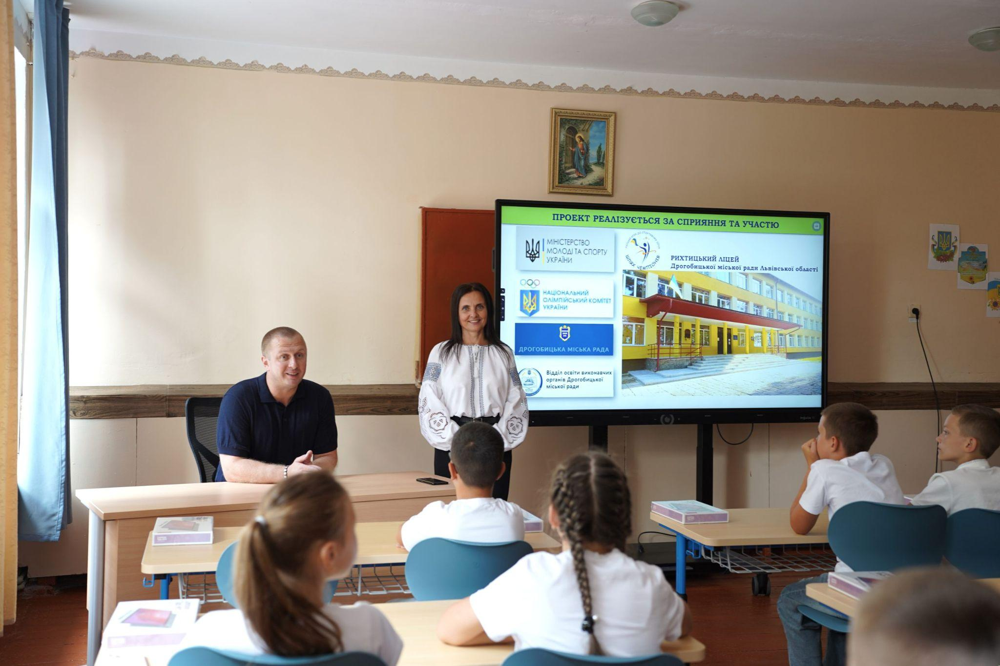 ПРОЕКТ РЕАЛІЗУЄТЬСЯ ЗА СПРИЯННЯ ТА УЧАСТЮ
МІНІСТЕРСТВО
МОЛОДІ ТА СПОРТУ
УКРАЇНИ
ШЛЯХ ЧЕМПІОНІВ
РИХТИЦЬКИЙ ЛІЦЕЙ
Дрогобицької міської ради Львівської області
НАЦІОНАЛЬНИЙ
ОЛІМПІЙСЬКИЙ КОМІТЕТ
УКРАЇНИ
ДРОГОБИЦЬКА МІСЬКА РАДА
Відділ освіти виконавчих
органів Дрогобицької
міської ради